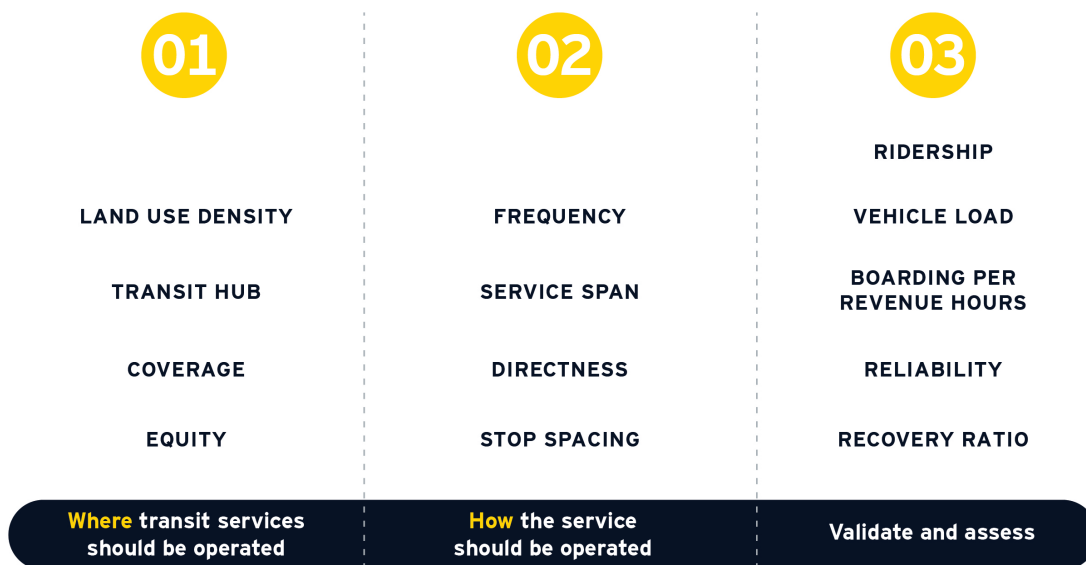 01
LAND USE DENSITY
TRANSIT HUB
COVERAGE
EQUITY
Where transit services
should be operated
02
FREQUENCY
SERVICE SPAN
DIRECTNESS
STOP SPACING
How the service
should be operated
03
RIDERSHIP
VEHICLE LOAD
BOARDING PER
REVENUE HOURS
RELIABILITY
RECOVERY RATIO
Validate and assess